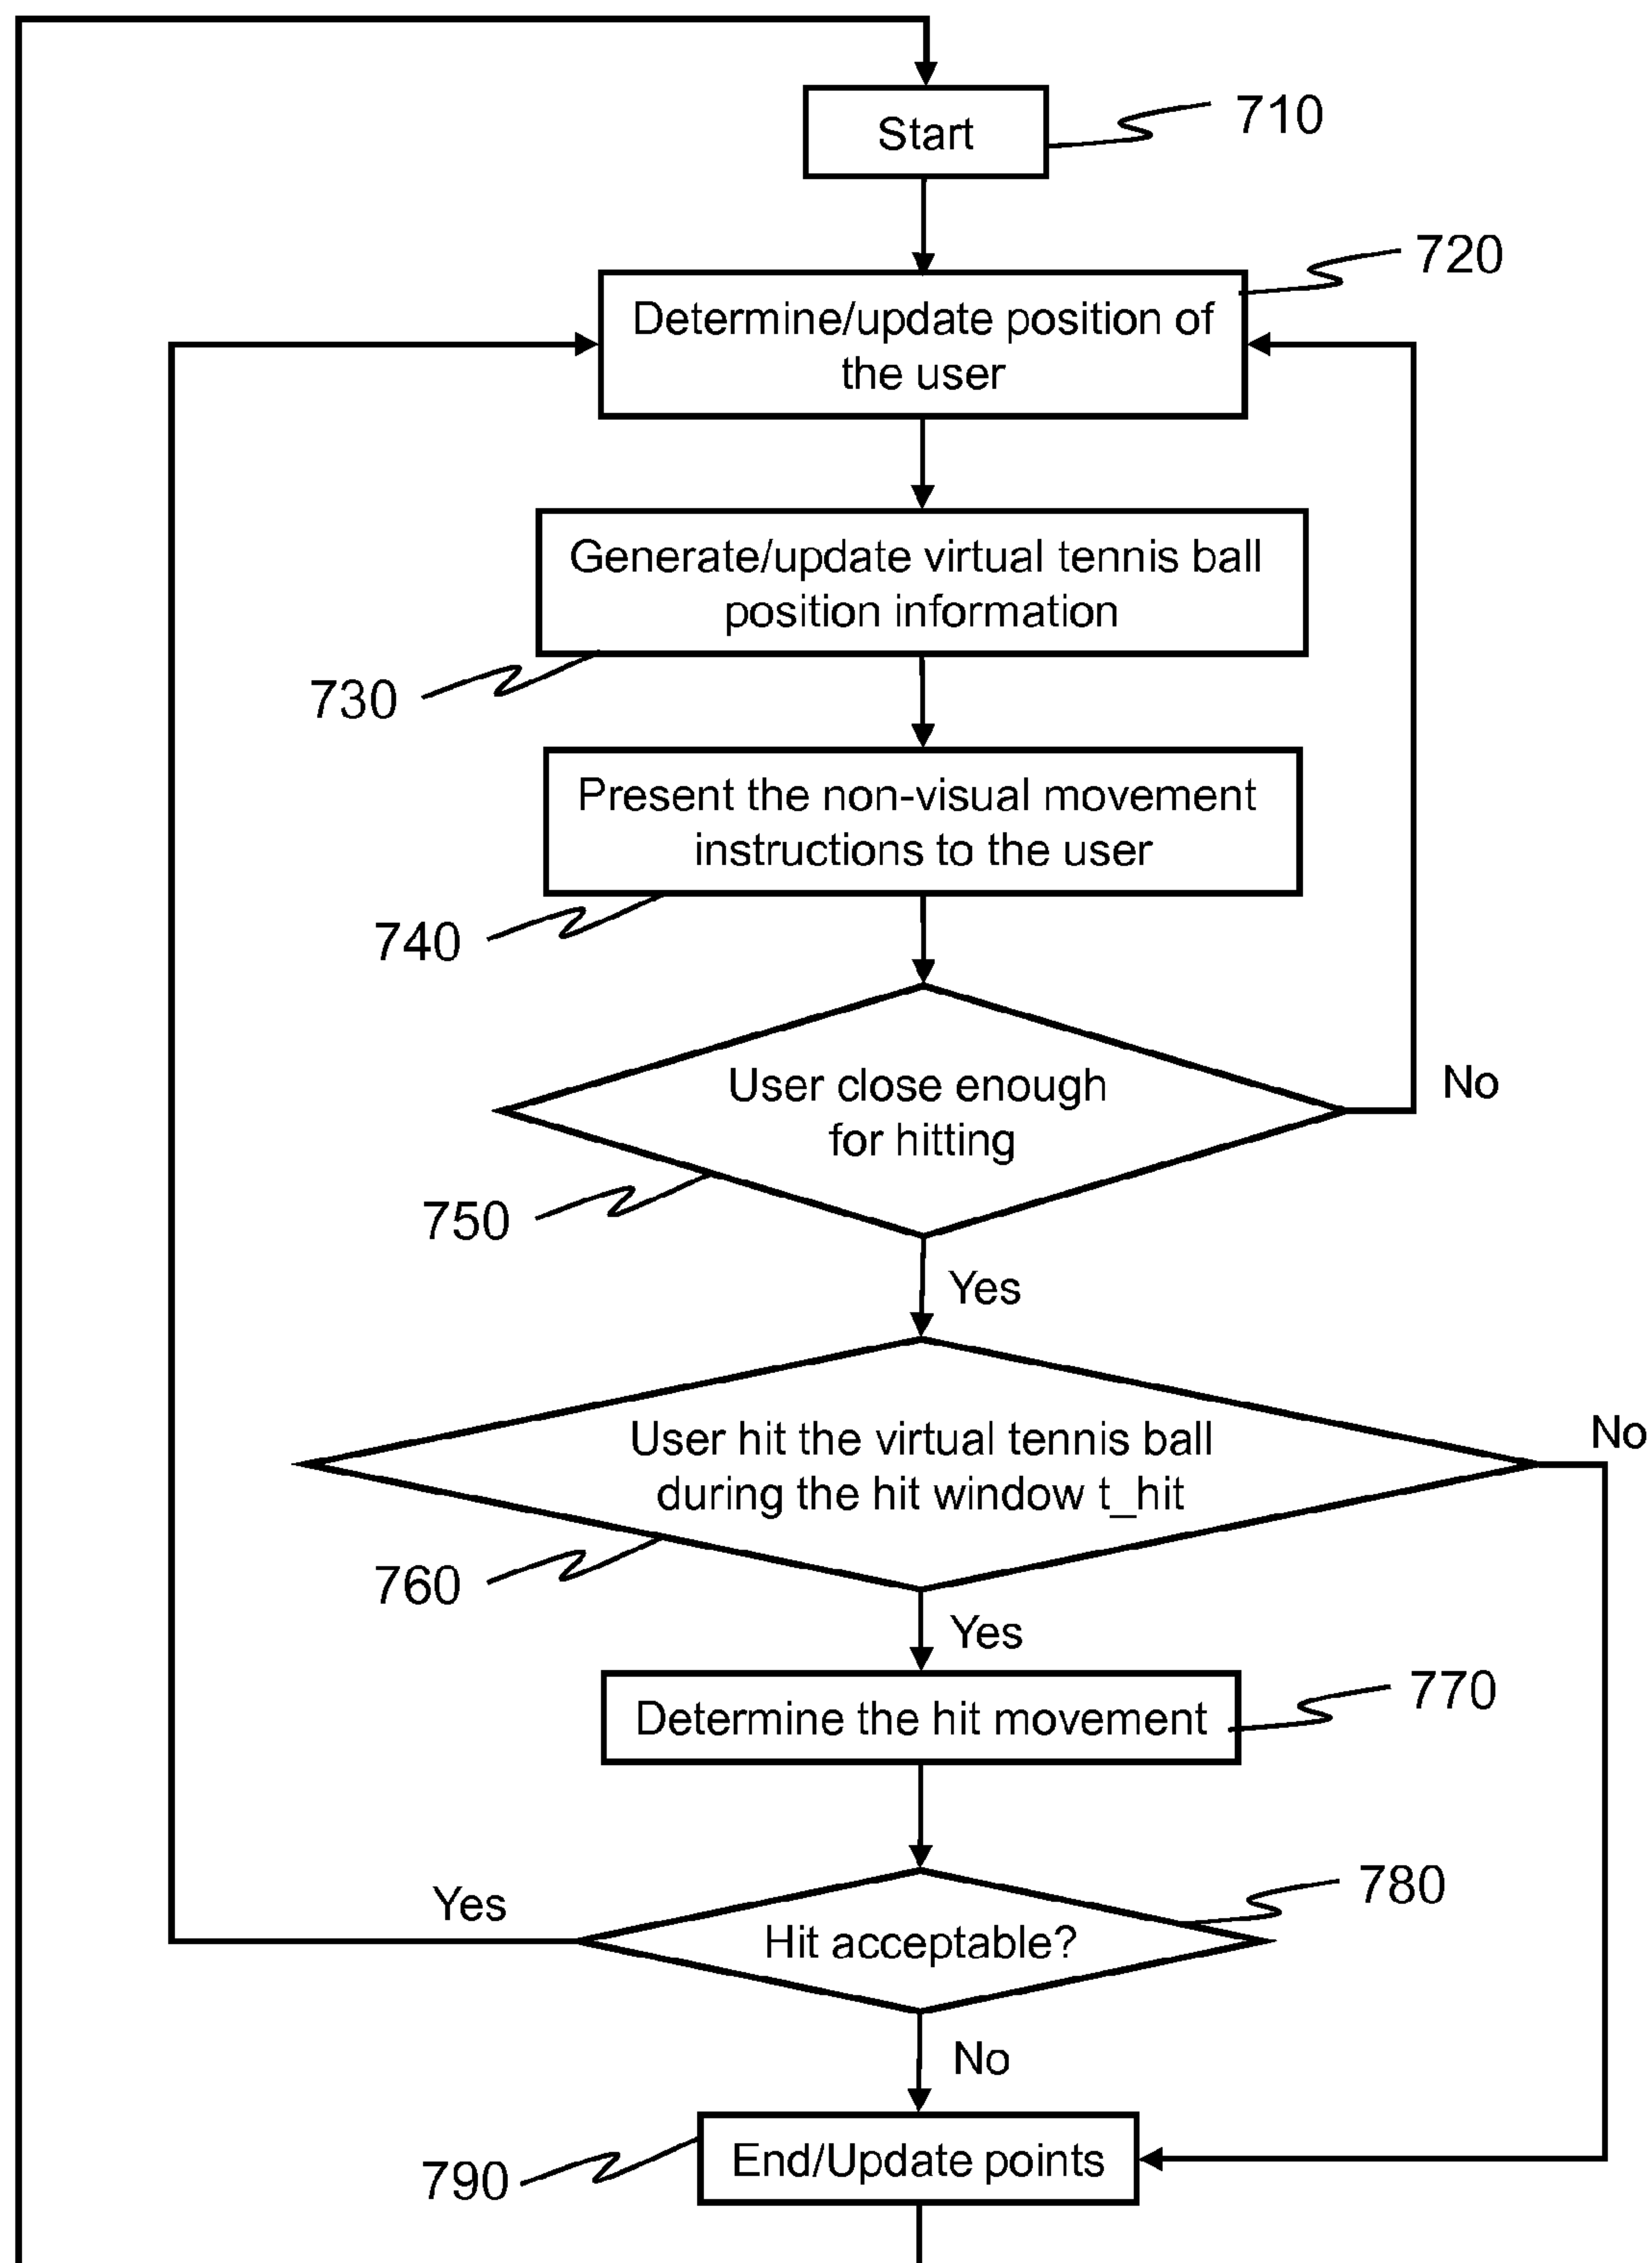 Start
710
720
Determine/update position of
the user
Generate/update virtual tennis ball
position information
730
Present the non-visual movement
instructions to the user
740
User close enough
for hitting
No
750
Yes
User hit the virtual tennis ball
during the hit window t_hit
No
760
Yes
Determine the hit movement
770
780
Yes
Hit acceptable?
No
End/Update points
790